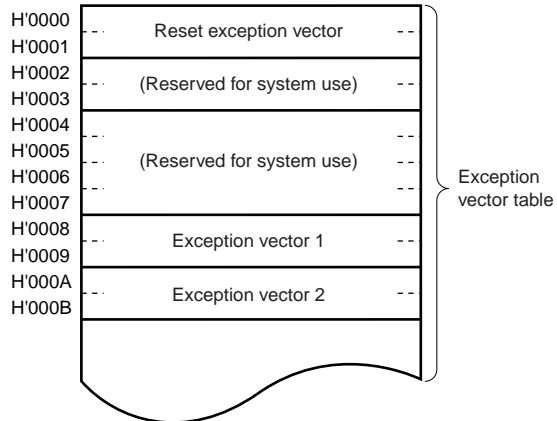 H'0000
Reset exception vector
H'0001
H'0002
(Reserved for system use)
H'0003
H'0004
H'0005
(Reserved for system use)
H'0006
H'0007
Exception
vector table
H'0008
Exception vector 1
H'0009
H'000A
Exception vector 2
H'000B